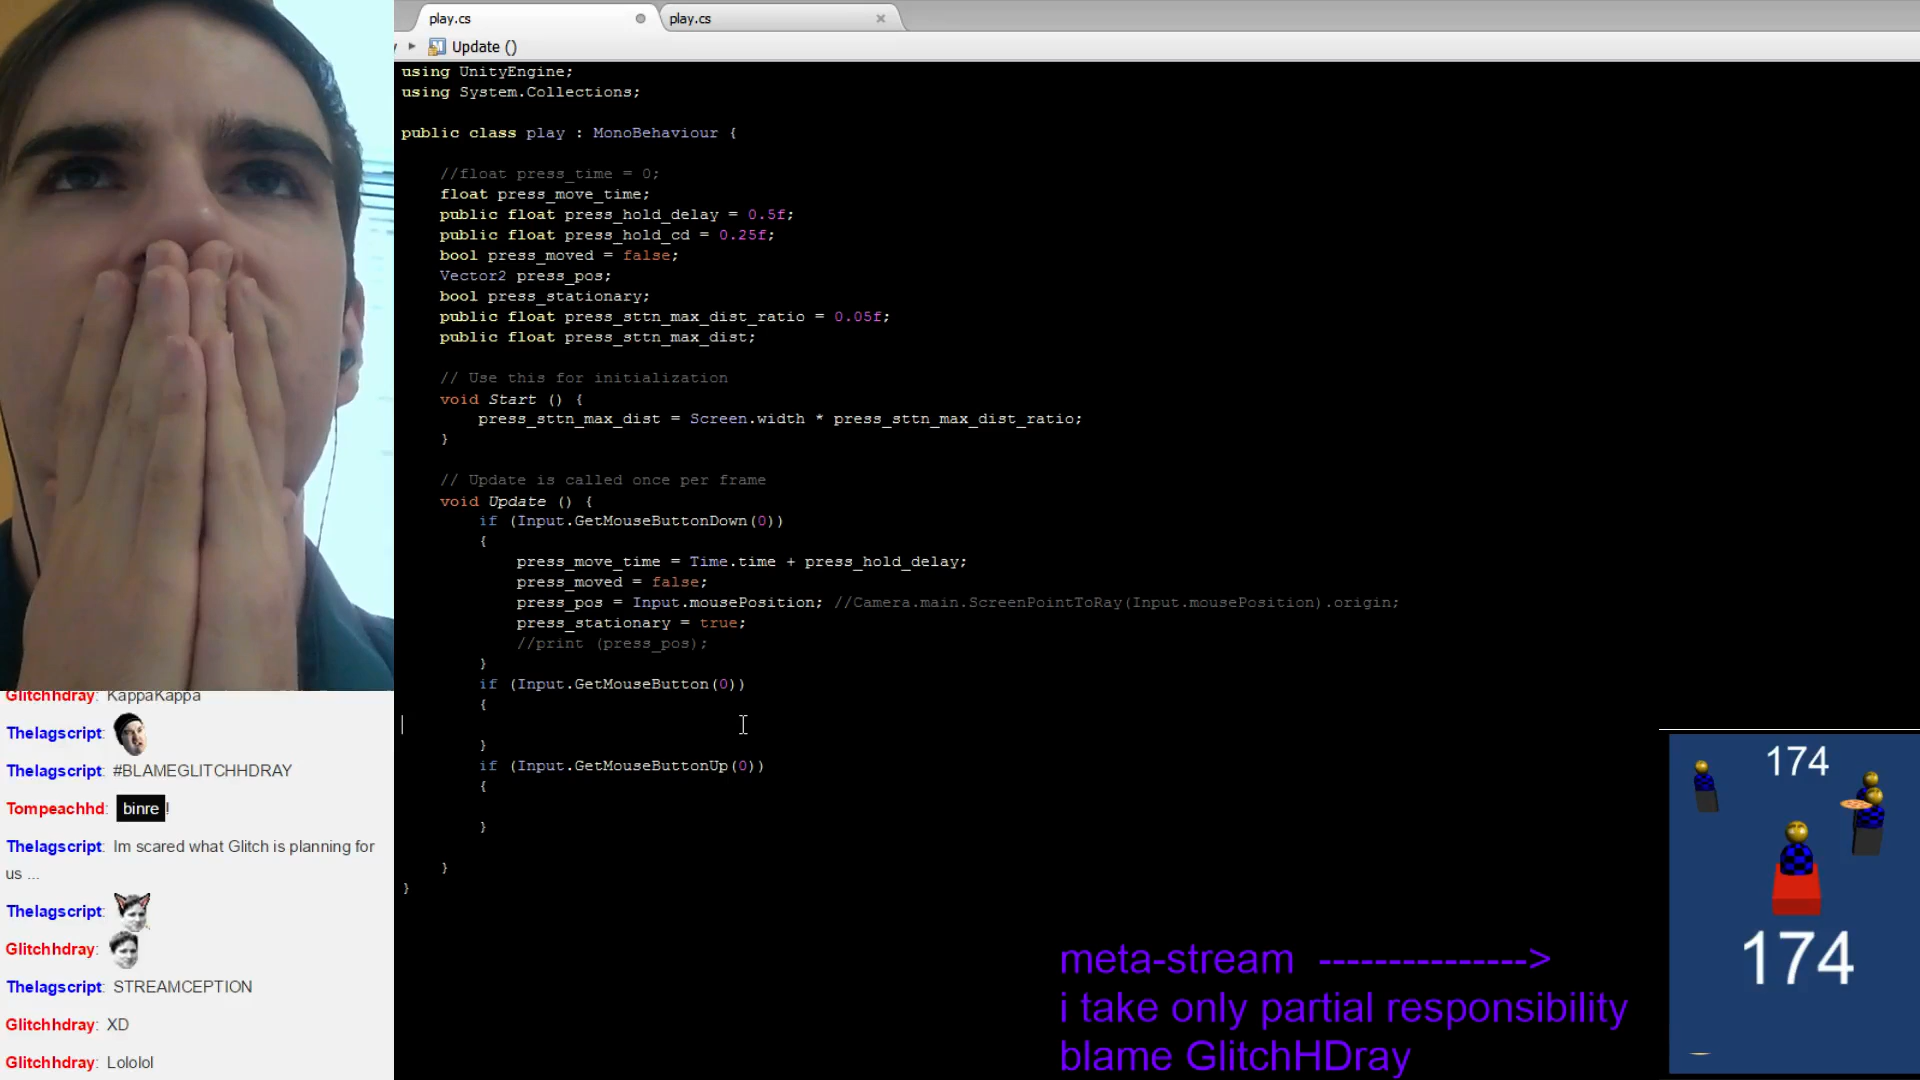 play.cs
play.cs
Update ()
using UnityEngine;
using System.Collections;
public class play : MonoBehaviour {
//float press_time = 0;
float press_move_time;
public float press_hold_delay = 0.5f;
public float press_hold_cd = 0.25f;
bool press_moved = false;
Vector2 press_pos;
bool press_stationary;
public float press_sttn_max_dist_ratio = 0.05f;
public float press_sttn_max_dist;
// Use this for initialization
void Start () {
press_sttn_max_dist = Screen.width * press_sttn_max_dist_ratio;
}
// Update is called once per frame
void Update () {
if (Input.GetMouseButtonDown(0))
{
press_move_time = Time.time + press_hold_delay;
press_moved = false;
press_pos = Input.mousePosition; //Camera.main.ScreenPointToRay(Input.mousePosition).origin;
press_stationary = true;
//print (press_pos);
}
if (Input.GetMouseButton(0))
{
}
if (Input.GetMouseButtonUp(0))
{
}
}
}
Glitchhdray: KappaKappa
Thelagscript:
Thelagscript: #BLAMEGLITCHHDRAY
Tompeachhd: binre !
Thelagscript: Im scared what Glitch is planning for
us ...
Thelagscript:
Glitchhdray:
Thelagscript: STREAMCEPTION
Glitchhdray: XD
Glitchhdray: Lololol
meta-stream --------------->
i take only partial responsibility
blame GlitchHDray
174
174